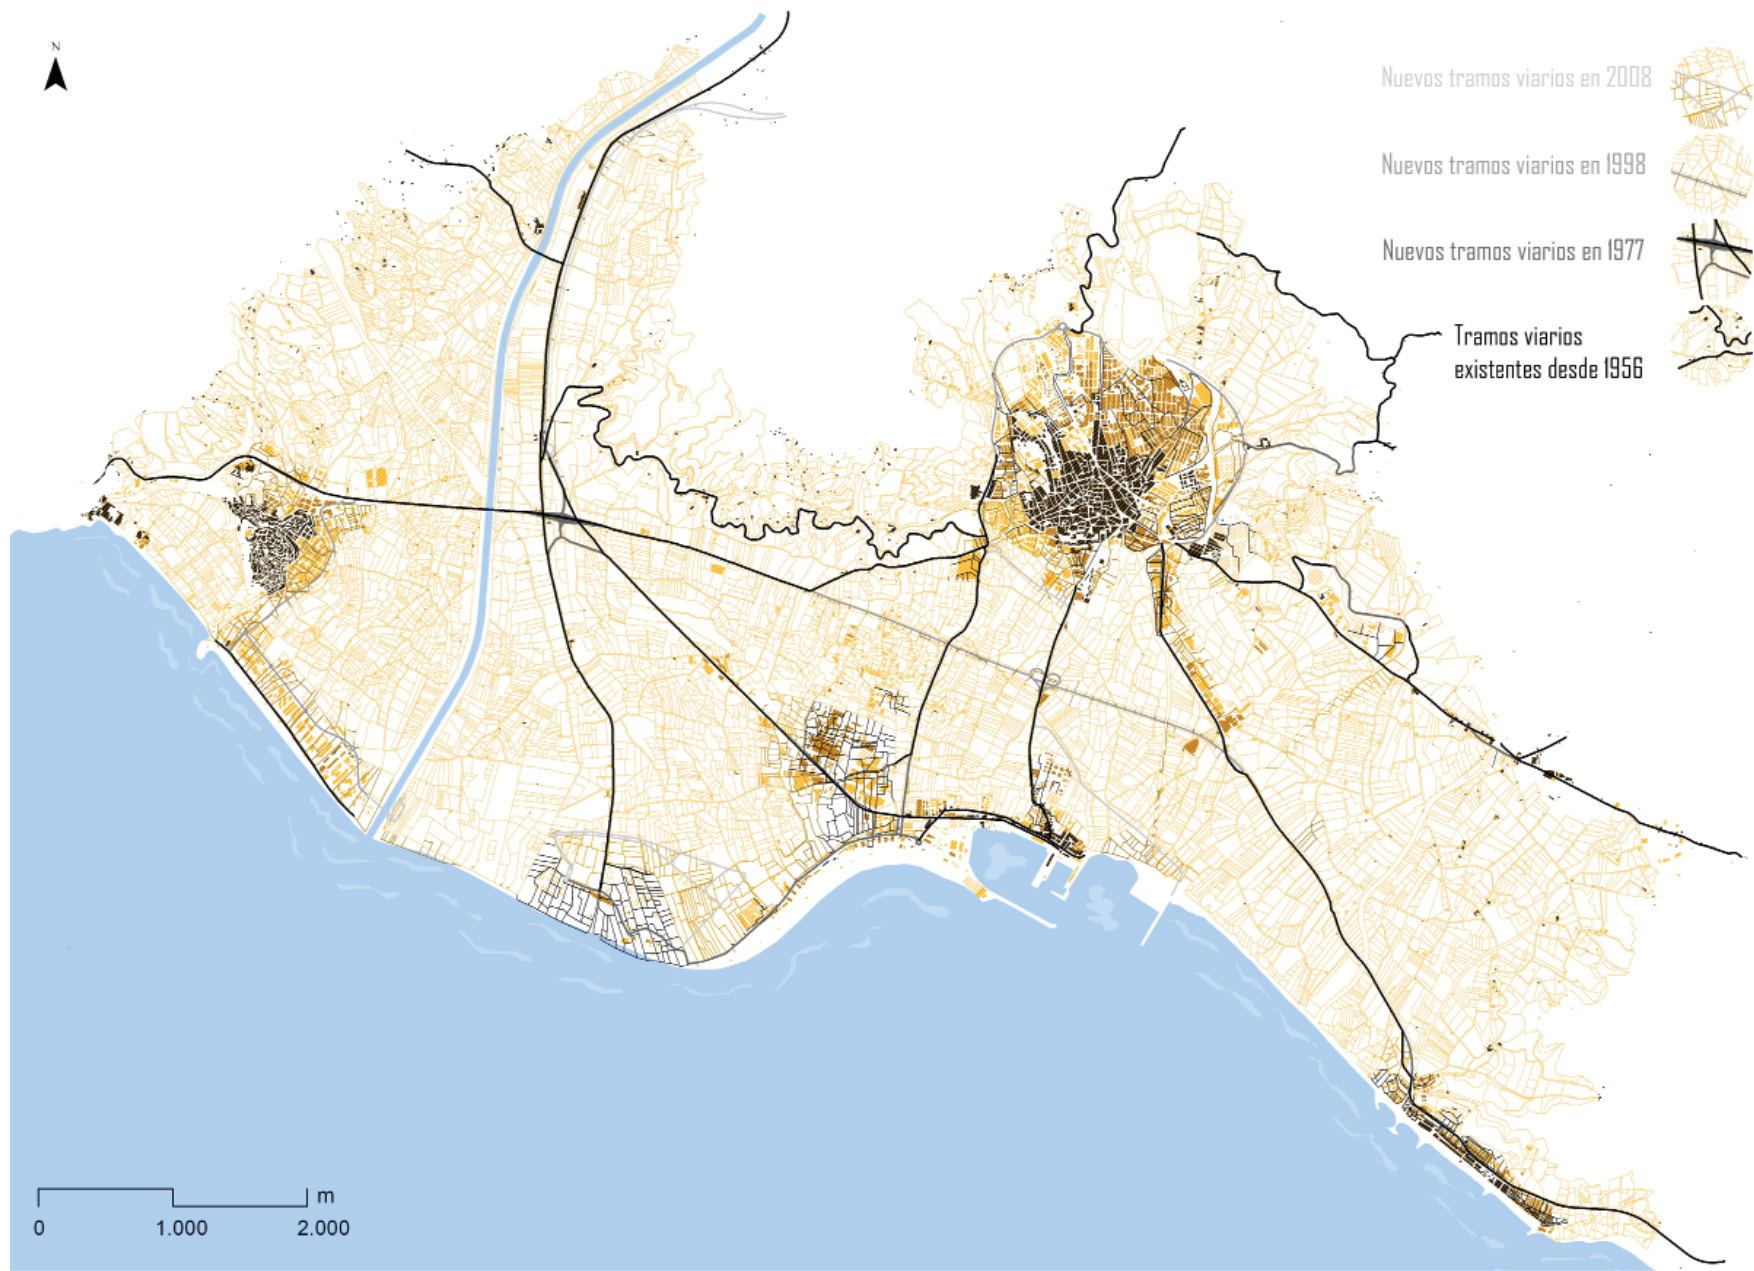 N
Nuevos tramos viarios en 2008
Nuevos tramos viarios en 1998
Nuevos tramos viarios en 1977
Tramos viarios
existentes desde 1956
m
0 1.000 2.000